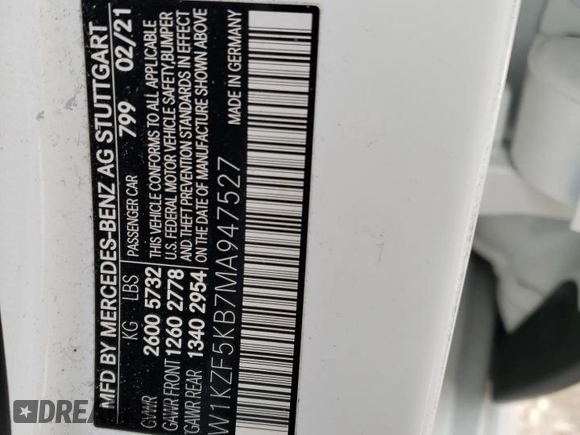 MFD BY MERCEDES-BENZ AG STUTTGART
799 02/21
KG LBS PASSENGER CAR
GVWR 2600 5732 THIS VEHICLE CONFORMS TO ALL APPLICABLE
GAWR FRONT 1260 2778 U.S. FEDERAL MOTOR VEHICLE SAFETY, BUMPER
GAWR REAR 1340 2954 & THEFT PREVENTION STANDARDS IN EFFECT
ON THE DATE OF MANUFACTURE SHOWN ABOVE
W1KZF5KB7MA947527 MADE IN GERMANY